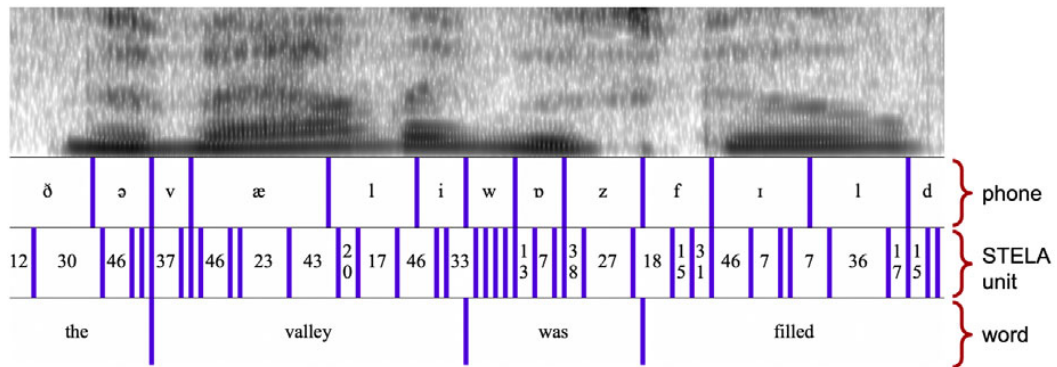 ð ə v æ l i w ɒ z f ɪ l d phone
12 30 46 37 46 23 43 20 17 46 33 13 7 38 27 18 15 31 46 7 7 36 17 15 STELA unit
the valley was filled word